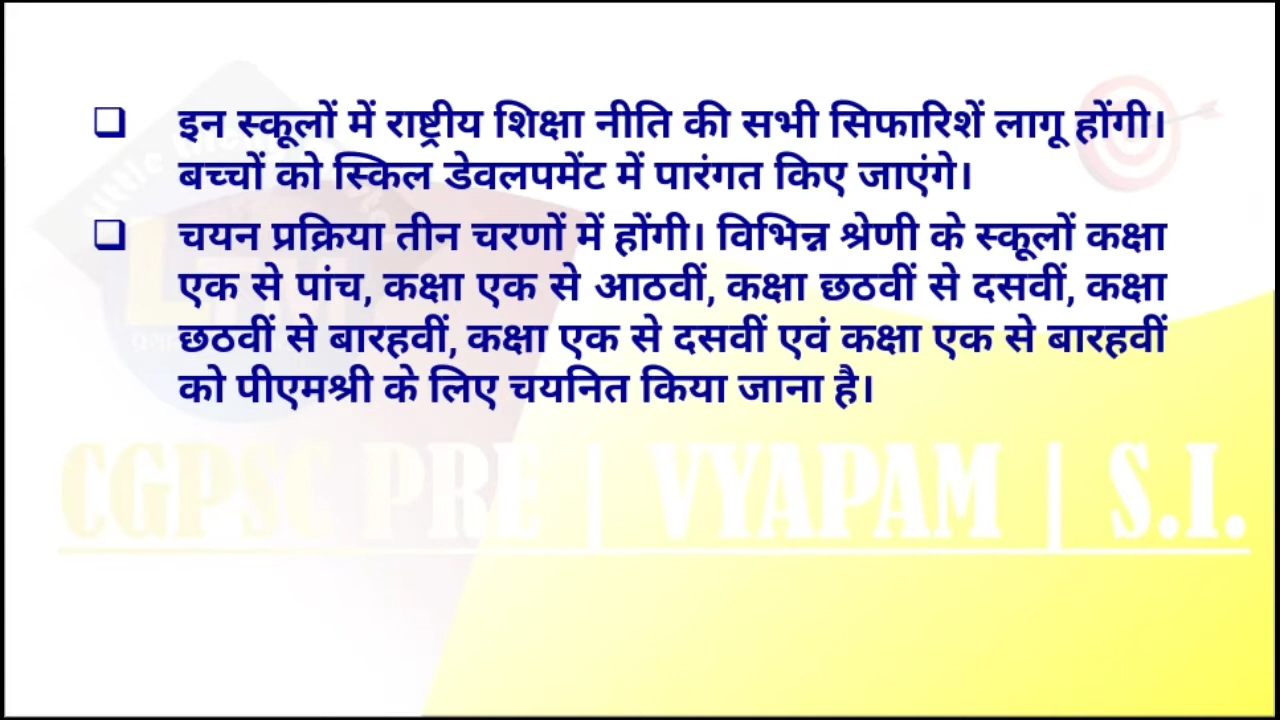 ❑ इन स्कूलों में राष्ट्रीय शिक्षा नीति की सभी सिफारिशें लागू होंगी।
बच्चों को स्किल डेवलपमेंट में पारंगत किए जाएंगे।
❑ चयन प्रक्रिया तीन चरणों में होंगी। विभिन्न श्रेणी के स्कूलों कक्षा
एक से पांच, कक्षा एक से आठवीं, कक्षा छठवीं से दसवीं, कक्षा
छठवीं से बारहवीं, कक्षा एक से दसवीं एवं कक्षा एक से बारहवीं
को पीएमश्री के लिए चयनित किया जाना है।
CGPSC PRE | VYAPAM | S.I.